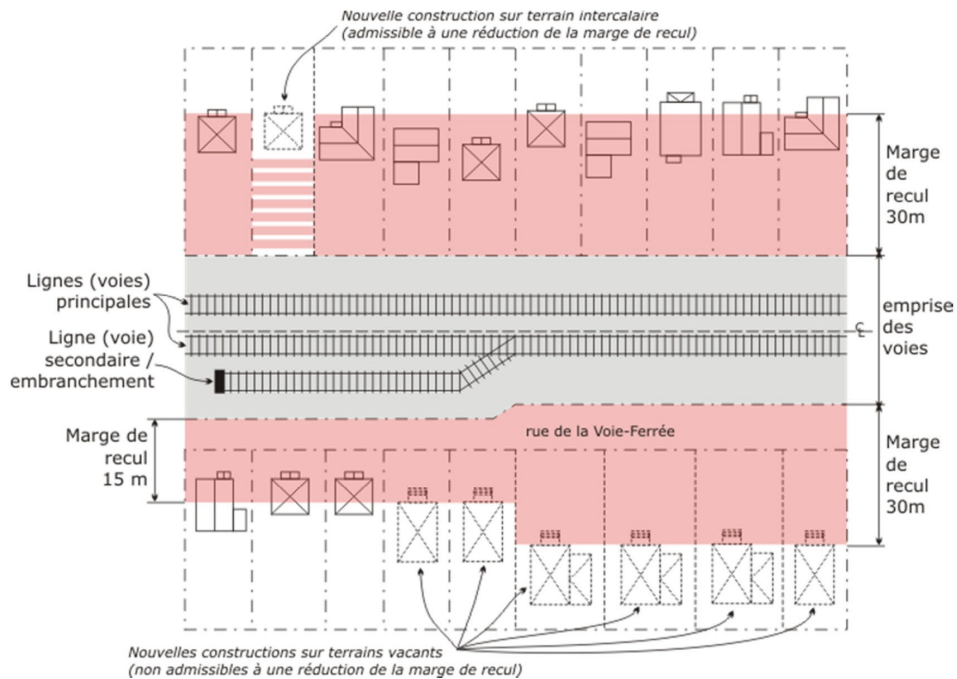 Nouvelle construction sur terrain intercalaire
(admissible à une réduction de la marge de recul)
Marge
de
recul
30m
Lignes (voies)
principales
Ligne (voie)
secondaire /
embranchement
emprise
des
voies
℄
rue de la Voie-Ferrée
Marge de
recul
15 m
Marge
de
recul
30m
Nouvelles constructions sur terrains vacants
(non admissibles à une réduction de la marge de recul)